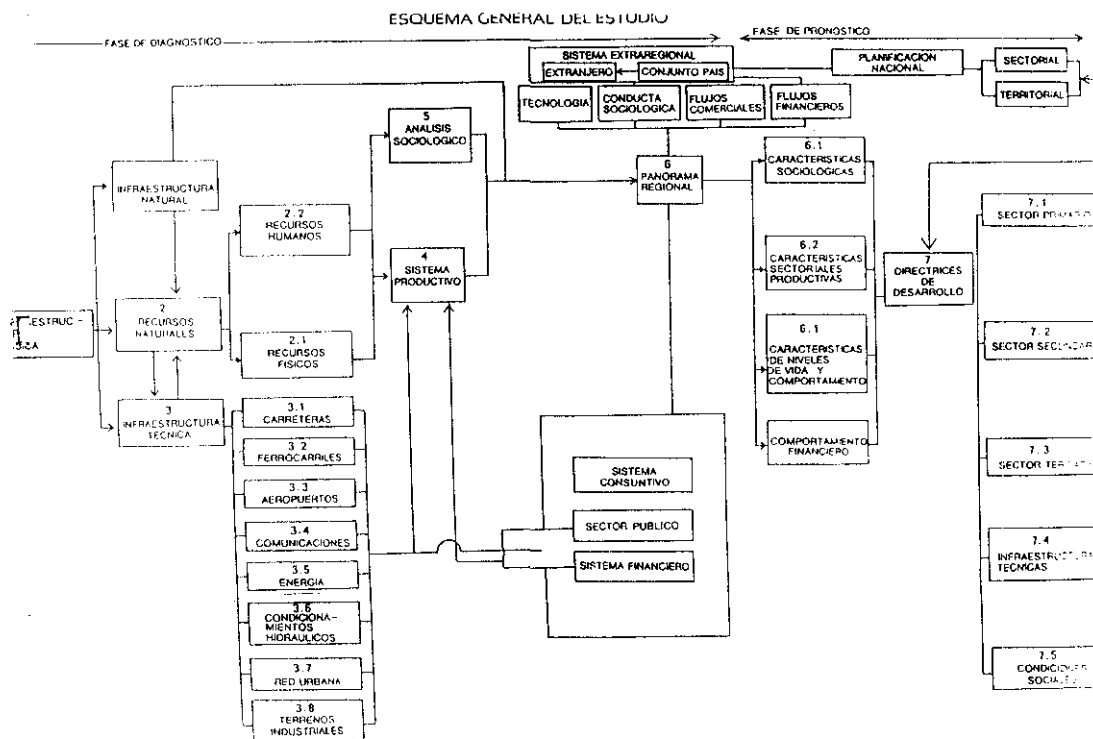 ESQUEMA GENERAL DEL ESTUDIO
FASE DE DIAGNOSTICO
FASE DE PRONOSTICO
SISTEMA EXTRAREGIONAL
EXTRANJERO
CONJUNTO PAIS
PLANIFICACION
NACIONAL
SECTORIAL
TERRITORIAL
TECNOLOGIA
CONDUCTA
SOCIOLOGICA
FLUJOS
COMERCIALES
FLUJOS
FINANCIEROS
5
ANALISIS
SOCIOLOGICO
6
PANORAMA
REGIONAL
6.1
CARACTERISTICAS
SOCIOLOGICAS
INFRAESTRUCTURA
NATURAL
2.2
RECURSOS
HUMANOS
4
SISTEMA
PRODUCTIVO
6.2
CARACTERISTICAS
SECTORIALES
PRODUCTIVAS
7
DIRECTRICES
DE
DESARROLLO
7.1
SECTOR
2
RECURSOS
NATURALES
2.1
RECURSOS
FISICOS
6.1
CARACTERISTICAS
DE NIVELES
DE VIDA Y
COMPORTAMIENTO
7.2
SECTOR
3
INFRAESTRUCTURA
TECNICA
3.1
CARRETERAS
3.2
FERROCARRILES
3.3
AEROPUERTOS
3.4
COMUNICACIONES
3.5
ENERGIA
3.6
CONDICIONA-
MIENTOS
HIDRAULICOS
3.7
RED URBANA
3.8
TERRENOS
INDUSTRIALES
COMPORTAMIENTO
FINANCIERO
SISTEMA
CONSUNTIVO
SECTOR PUBLICO
SISTEMA FINANCIERO
7.3
SECTOR
7.4
INFRAESTRUCTURA
TECNICAS
7.5
CONDICIONES
SOCIALES